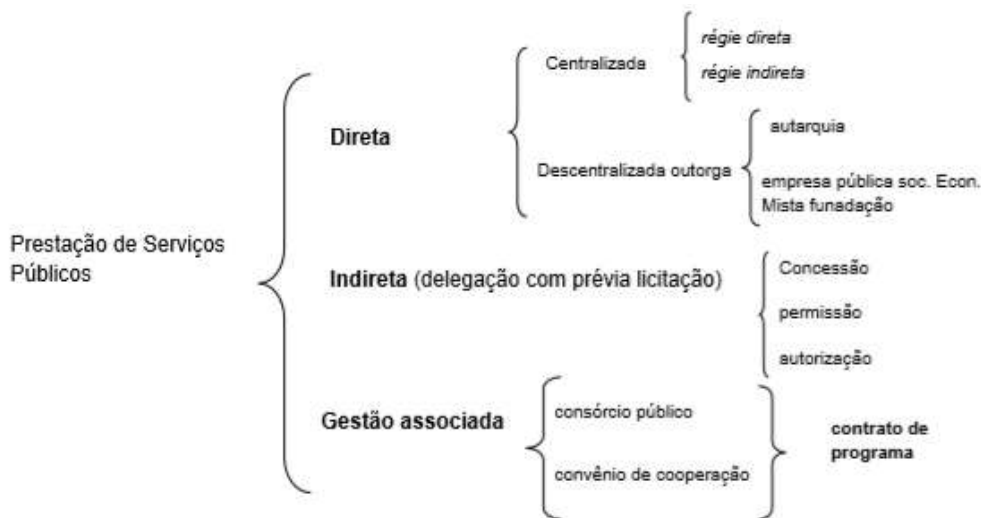 Prestação de Serviços
Públicos
Direta
Centralizada
régie direta
régie indireta
Descentralizada outorga
autarquia
empresa pública soc. Econ.
Mista funadação
Indireta (delegação com prévia licitação)
Concessão
permissão
autorização
Gestão associada
consórcio público
convênio de cooperação
contrato de
programa